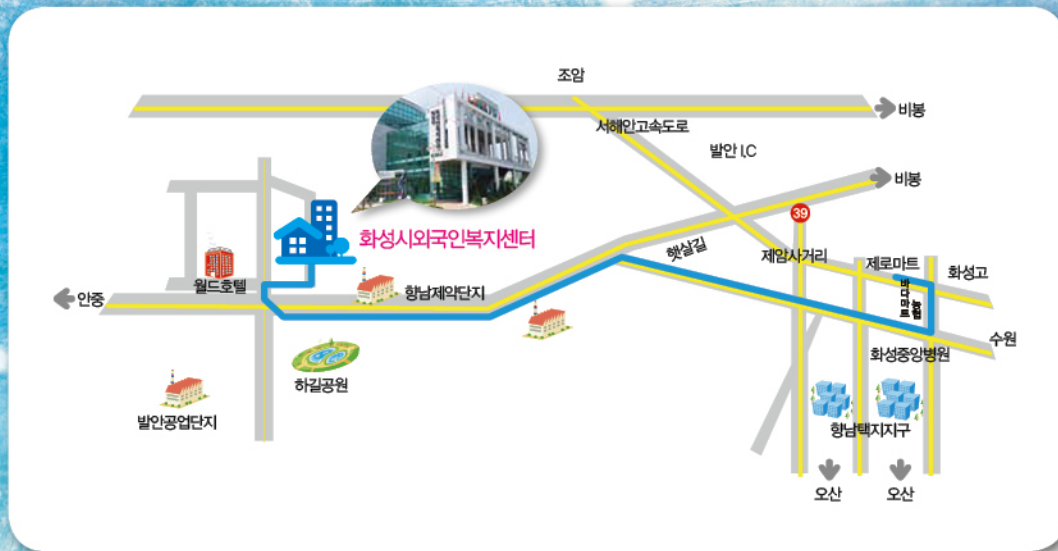 조암
비봉
서해안고속도로
발안 I,C
비봉
39
화성시외국인복지센터
햇살길
제암사거리
제로마트
화성고
월드호텔
향남제약단지
안중
바다마트
농협
수원
화성중앙병원
하길공원
발안공업단지
향남택지지구
오산
오산